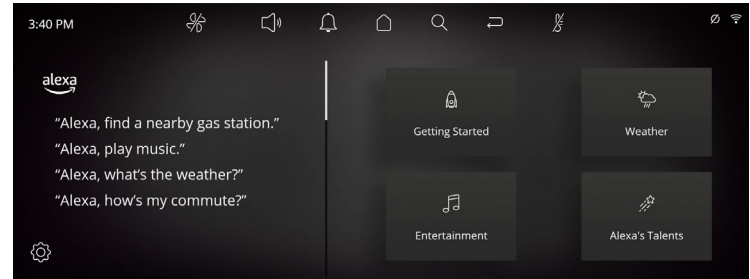 3:40 PM
alexa
“Alexa, find a nearby gas station.”
“Alexa, play music.”
“Alexa, what’s the weather?”
“Alexa, how’s my commute?”
Getting Started
Weather
Entertainment
Alexa's Talents